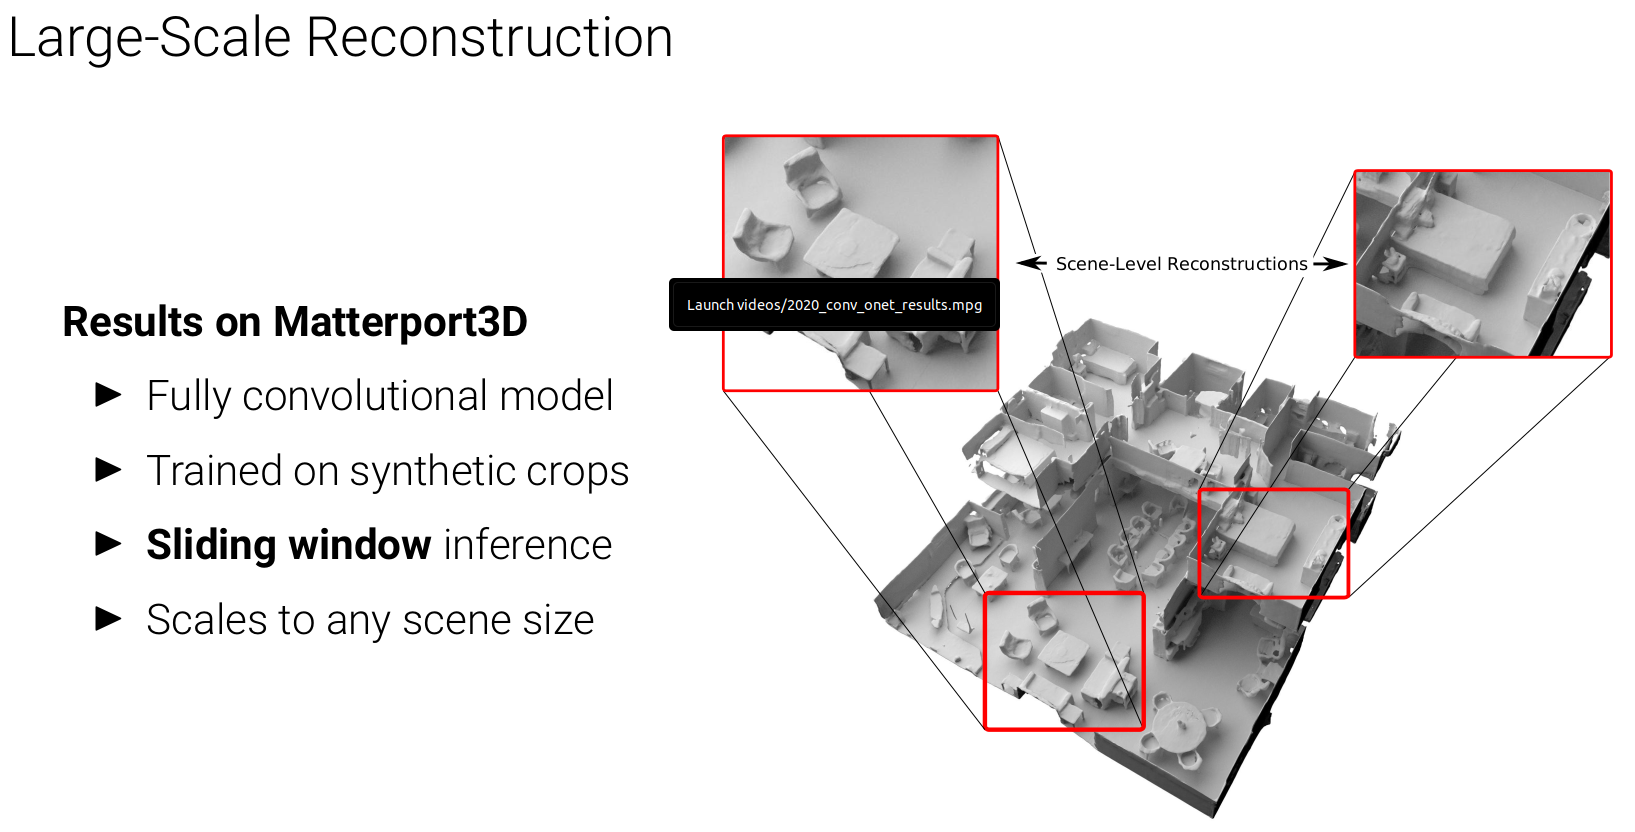 Large-Scale Reconstruction
Results on Matterport3D
Fully convolutional model
Trained on synthetic crops
Sliding window inference
Scales to any scene size
Scene-Level Reconstructions
Launch videos/2020_conv_onet_results.mpg